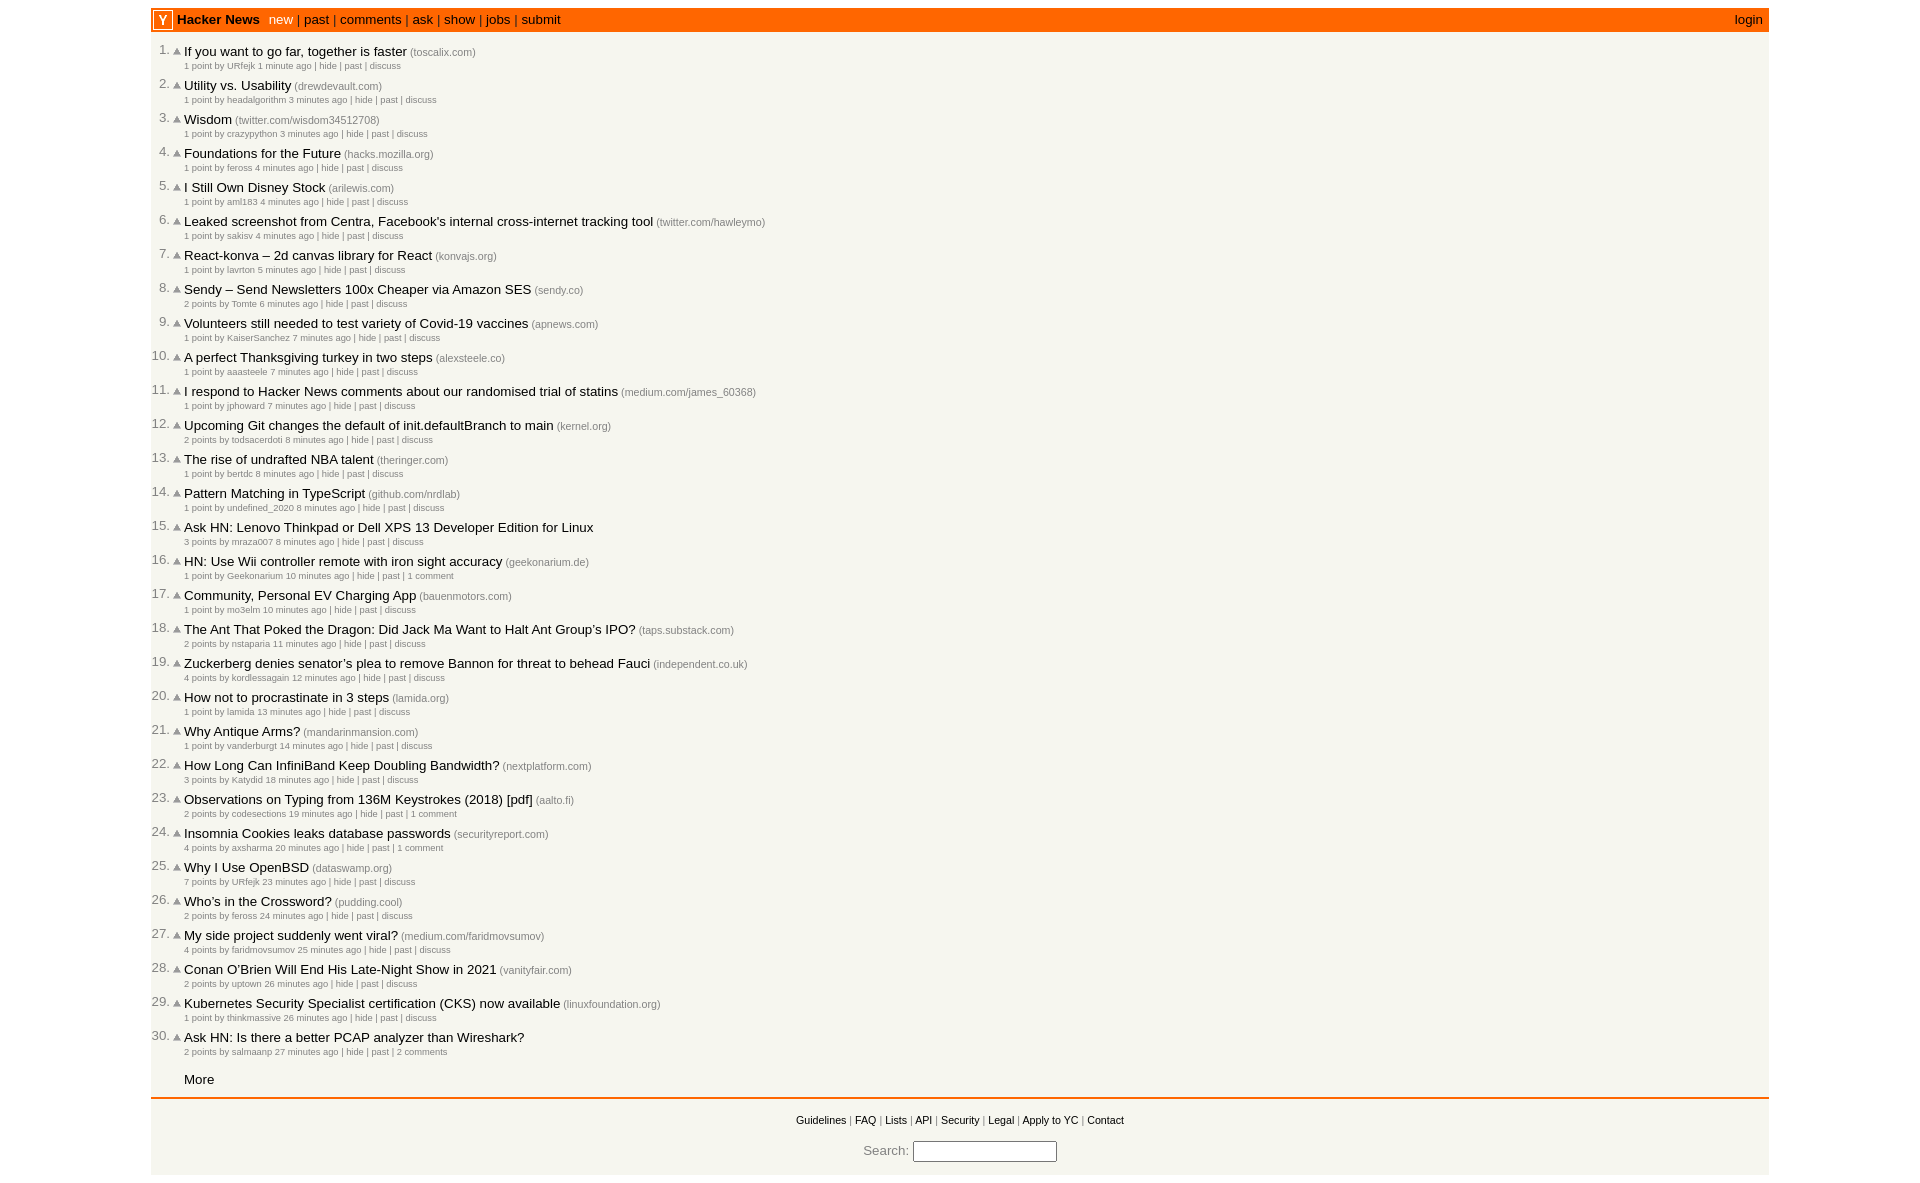 Y Hacker News new | past | comments | ask | show | jobs | submit login
1. If you want to go far, together is faster (toscalix.com)
1 point by URfejk 1 minute ago | hide | past | discuss
2. Utility vs. Usability (drewdevault.com)
1 point by headalgorithm 3 minutes ago | hide | past | discuss
3. Wisdom (twitter.com/wisdom34512708)
1 point by crazypython 3 minutes ago | hide | past | discuss
4. Foundations for the Future (hacks.mozilla.org)
1 point by feross 4 minutes ago | hide | past | discuss
5. I Still Own Disney Stock (arilewis.com)
1 point by aml183 4 minutes ago | hide | past | discuss
6. Leaked screenshot from Centra, Facebook's internal cross-internet tracking tool (twitter.com/hawleymo)
1 point by sakisv 4 minutes ago | hide | past | discuss
7. React-konva – 2d canvas library for React (konvajs.org)
1 point by lavrton 5 minutes ago | hide | past | discuss
8. Sendy – Send Newsletters 100x Cheaper via Amazon SES (sendy.co)
2 points by Tomte 6 minutes ago | hide | past | discuss
9. Volunteers still needed to test variety of Covid-19 vaccines (apnews.com)
1 point by KaiserSanchez 7 minutes ago | hide | past | discuss
10. A perfect Thanksgiving turkey in two steps (alexsteele.co)
1 point by aaasteele 7 minutes ago | hide | past | discuss
11. I respond to Hacker News comments about our randomised trial of statins (medium.com/james_60368)
1 point by jphoward 7 minutes ago | hide | past | discuss
12. Upcoming Git changes the default of init.defaultBranch to main (kernel.org)
2 points by todsacerdoti 8 minutes ago | hide | past | discuss
13. The rise of undrafted NBA talent (theringer.com)
1 point by bertdc 8 minutes ago | hide | past | discuss
14. Pattern Matching in TypeScript (github.com/nrdlab)
1 point by undefined_2020 8 minutes ago | hide | past | discuss
15. Ask HN: Lenovo Thinkpad or Dell XPS 13 Developer Edition for Linux
3 points by mraza007 8 minutes ago | hide | past | discuss
16. HN: Use Wii controller remote with iron sight accuracy (geekonarium.de)
1 point by Geekonarium 10 minutes ago | hide | past | 1 comment
17. Community, Personal EV Charging App (bauenmotors.com)
1 point by mo3elm 10 minutes ago | hide | past | discuss
18. The Ant That Poked the Dragon: Did Jack Ma Want to Halt Ant Group’s IPO? (taps.substack.com)
2 points by nstaparia 11 minutes ago | hide | past | discuss
19. Zuckerberg denies senator’s plea to remove Bannon for threat to behead Fauci (independent.co.uk)
4 points by kordlessagain 12 minutes ago | hide | past | discuss
20. How not to procrastinate in 3 steps (lamida.org)
1 point by lamida 13 minutes ago | hide | past | discuss
21. Why Antique Arms? (mandarinmansion.com)
1 point by vanderburgt 14 minutes ago | hide | past | discuss
22. How Long Can InfiniBand Keep Doubling Bandwidth? (nextplatform.com)
3 points by Katydid 18 minutes ago | hide | past | discuss
23. Observations on Typing from 136M Keystrokes (2018) [pdf] (aalto.fi)
2 points by codesections 19 minutes ago | hide | past | 1 comment
24. Insomnia Cookies leaks database passwords (securityreport.com)
4 points by axsharma 20 minutes ago | hide | past | 1 comment
25. Why I Use OpenBSD (dataswamp.org)
7 points by URfejk 23 minutes ago | hide | past | discuss
26. Who’s in the Crossword? (pudding.cool)
2 points by feross 24 minutes ago | hide | past | discuss
27. My side project suddenly went viral? (medium.com/faridmovsumov)
4 points by faridmovsumov 25 minutes ago | hide | past | discuss
28. Conan O’Brien Will End His Late-Night Show in 2021 (vanityfair.com)
2 points by uptown 26 minutes ago | hide | past | discuss
29. Kubernetes Security Specialist certification (CKS) now available (linuxfoundation.org)
1 point by thinkmassive 26 minutes ago | hide | past | discuss
30. Ask HN: Is there a better PCAP analyzer than Wireshark?
2 points by salmaanp 27 minutes ago | hide | past | 2 comments
More
Guidelines | FAQ | Lists | API | Security | Legal | Apply to YC | Contact
Search: